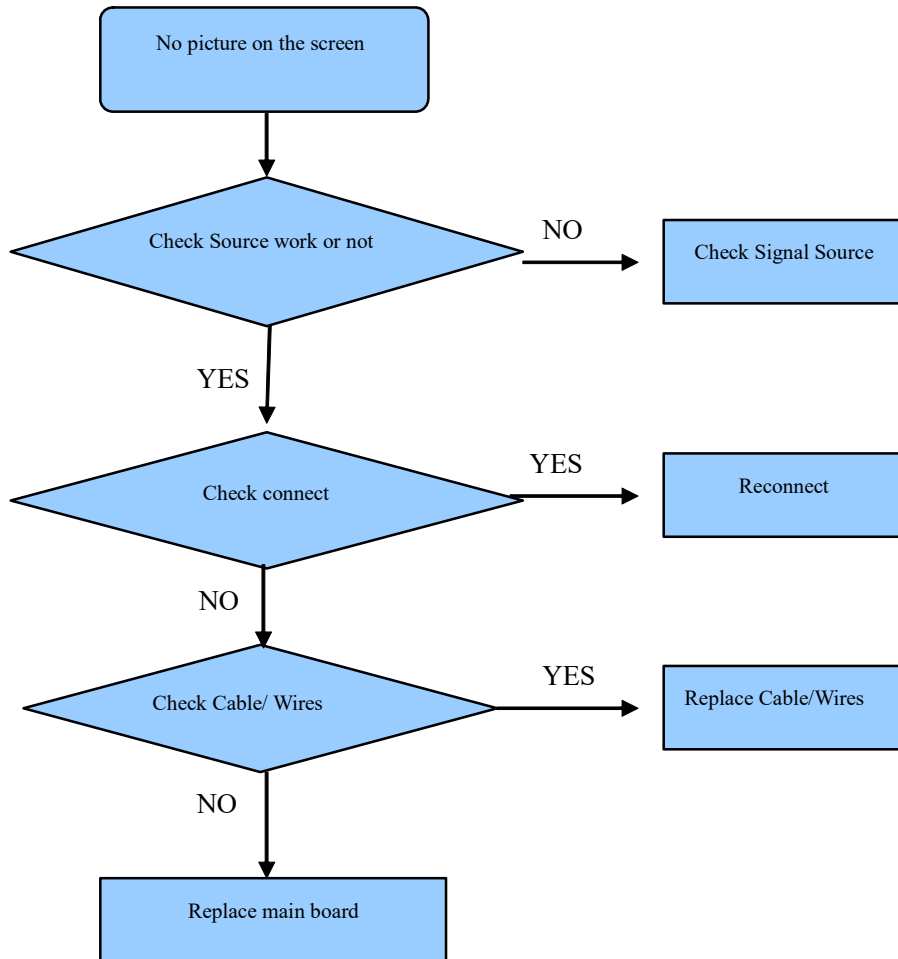 No picture on the screen
Check Source work or not
NO
Check Signal Source
YES
Check connect
YES
Reconnect
NO
Check Cable/ Wires
YES
Replace Cable/Wires
NO
Replace main board